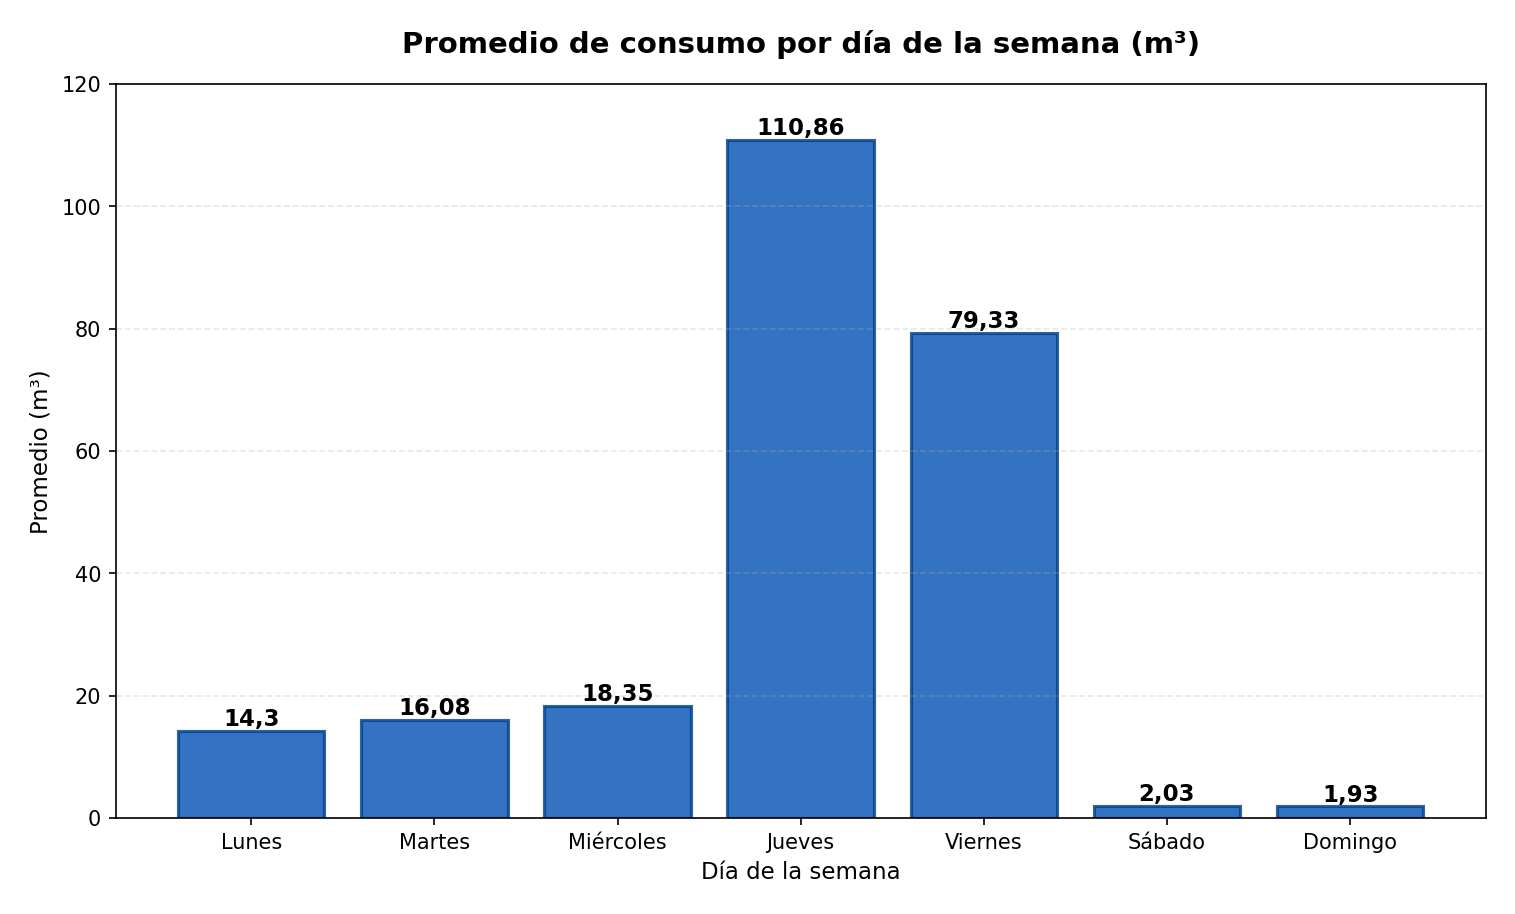 Promedio de consumo por día de la semana (m³)
120
100
80
60
40
20
0
Promedio (m³)
14,3
16,08
18,35
110,86
79,33
2,03
1,93
Lunes
Martes
Miércoles
Jueves
Viernes
Sábado
Domingo
Día de la semana